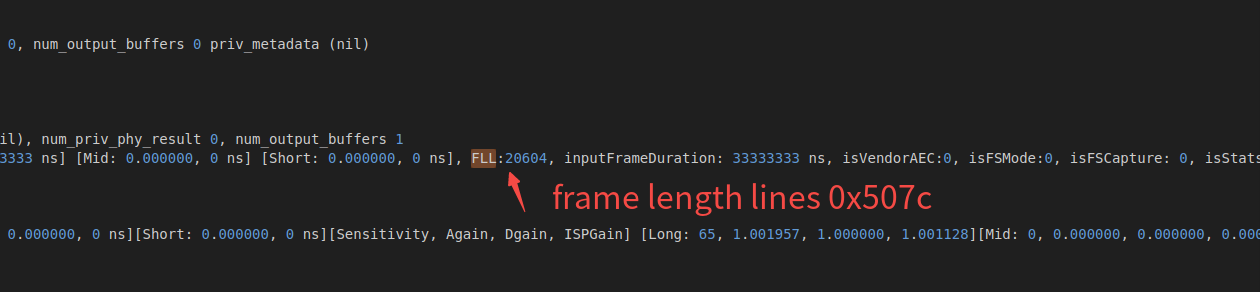 0, num_output_buffers 0 priv_metadata (nil)
il), num_priv_phy_result 0, num_output_buffers 1
3333 ns] [Mid: 0.000000, 0 ns] [Short: 0.000000, 0 ns], FLL:20604, inputFrameDuration: 33333333 ns, isVendorAEC:0, isFSMode:0, isFSCapture: 0, isStats
frame length lines 0x507c
0.000000, 0 ns][Short: 0.000000, 0 ns][Sensitivity, Again, Dgain, ISPGain] [Long: 65, 1.001957, 1.000000, 1.001128][Mid: 0, 0.000000, 0.000000, 0.000